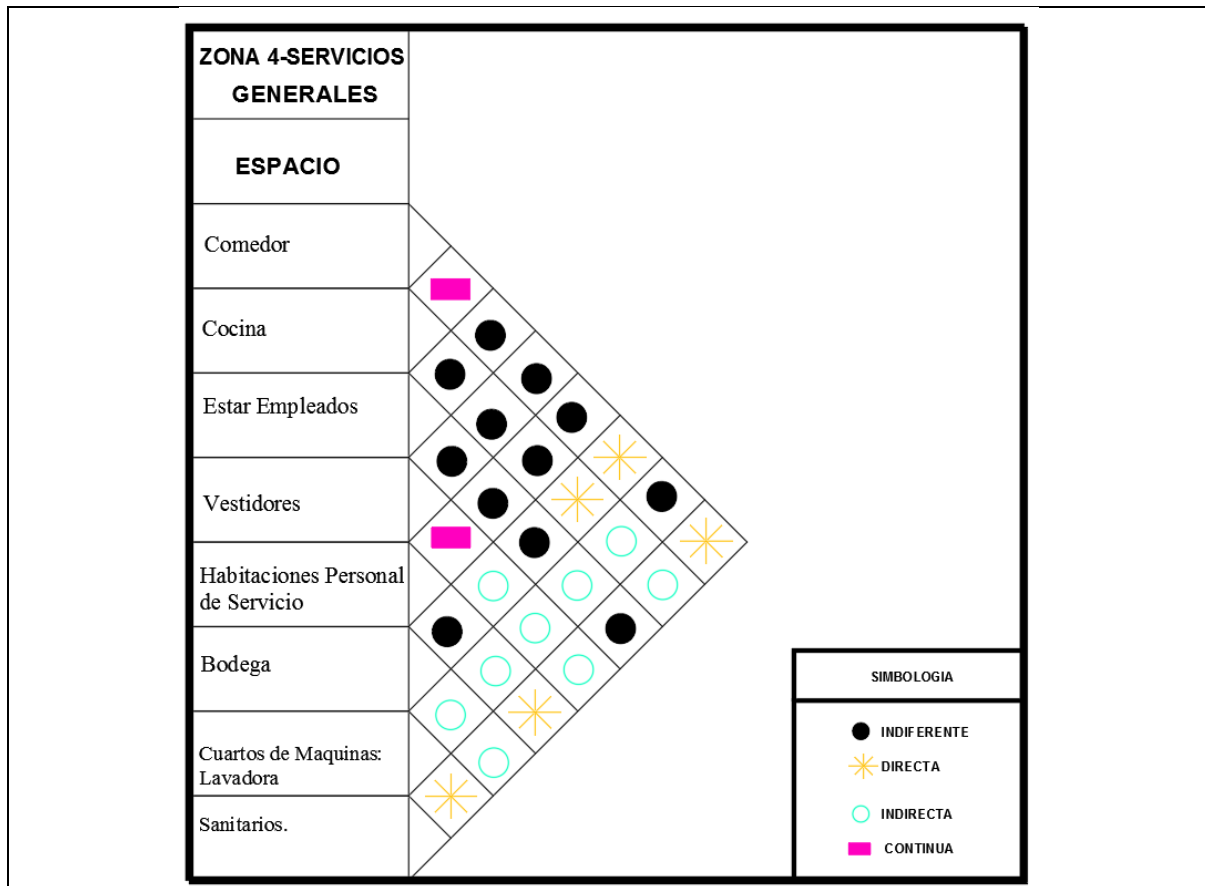 ZONA 4-SERVICIOS
GENERALES
ESPACIO
Comedor
Cocina
Estar Empleados
Vestidores
Habitaciones Personal
de Servicio
Bodega
Cuartos de Maquinas:
Lavadora
Sanitarios.
SIMBOLOGIA
INDIFERENTE
DIRECTA
INDIRECTA
CONTINUA